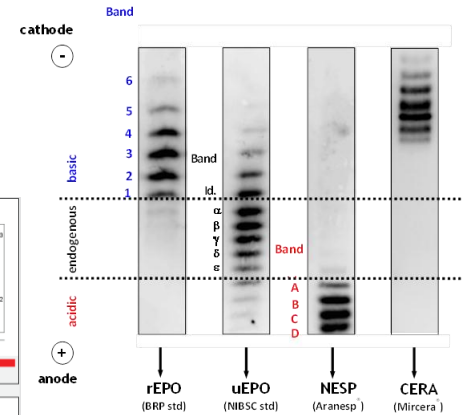 Band
cathode
-
6
5
4
3
2
1
basic
Band
Id.
endogenous
α
β
γ
δ
ε
Band
acidic
A
B
C
D
+
anode
rEPO
uEPO
NESP
CERA
(BRP std)
(NIBSC std)
(Aranesp®)
(Mircera®)